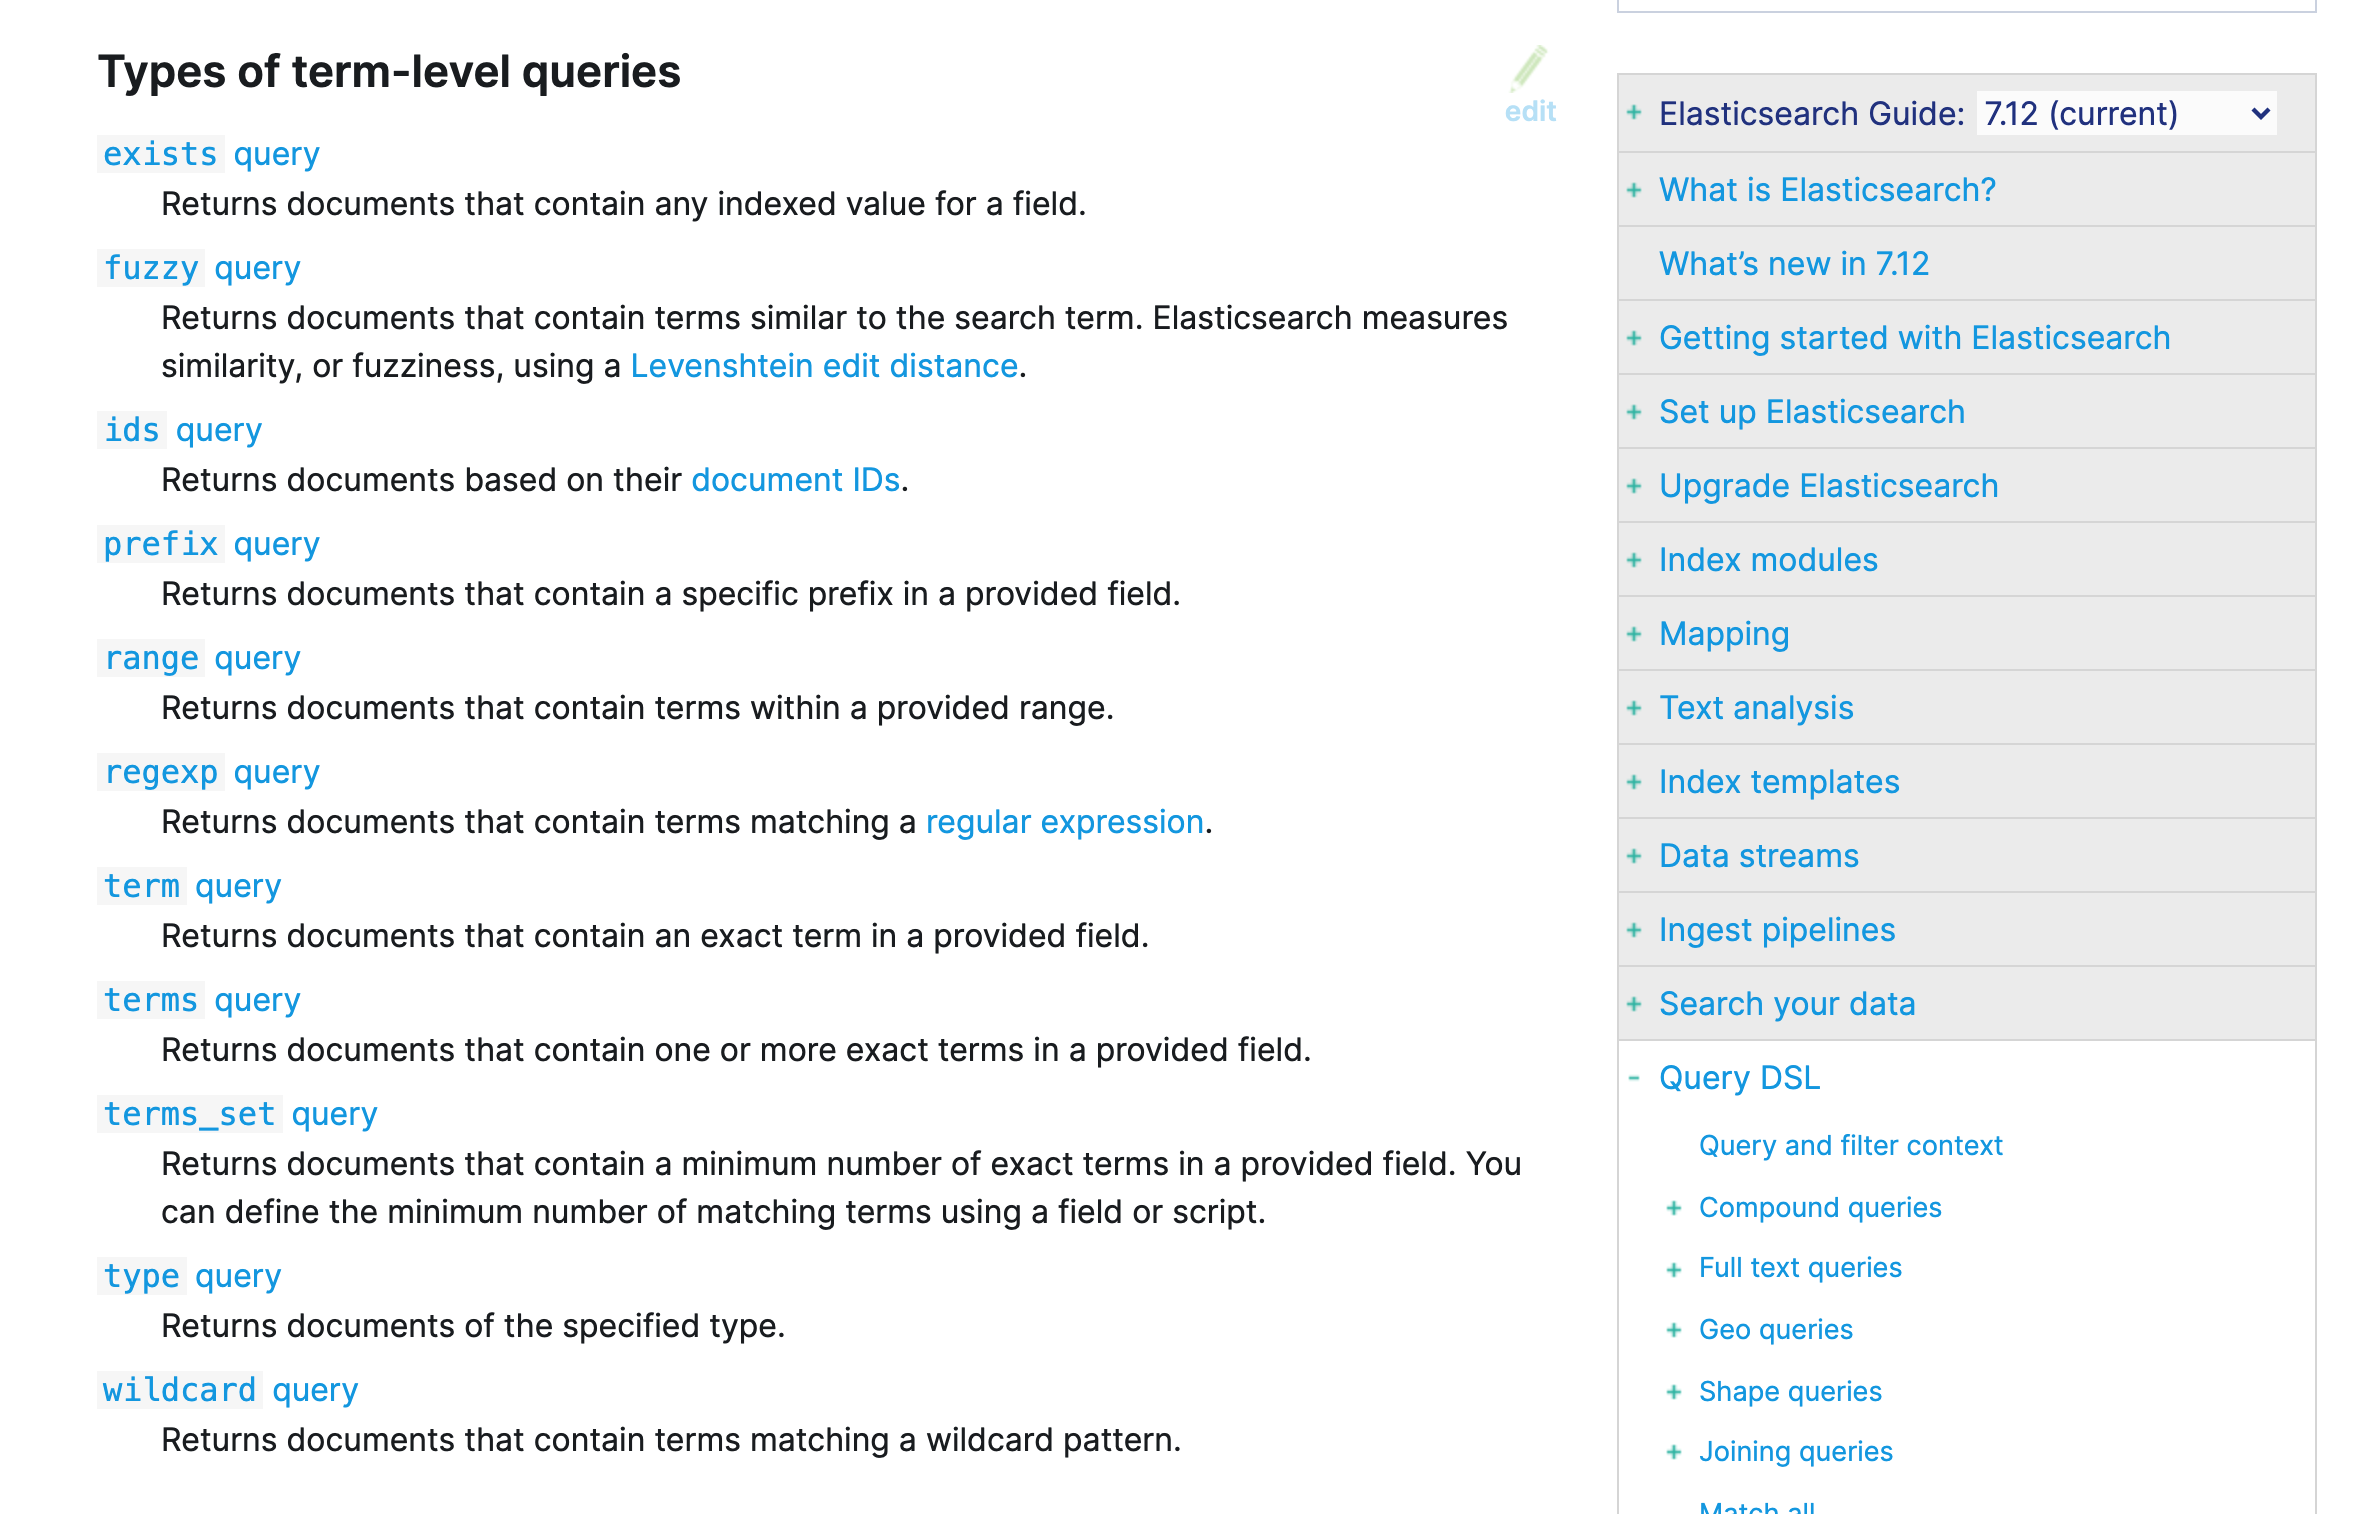 Types of term-level queries
edit
exists query
Returns documents that contain any indexed value for a field.
fuzzy query
Returns documents that contain terms similar to the search term. Elasticsearch measures
similarity, or fuzziness, using a Levenshtein edit distance.
ids query
Returns documents based on their document IDs.
prefix query
Returns documents that contain a specific prefix in a provided field.
range query
Returns documents that contain terms within a provided range.
regexp query
Returns documents that contain terms matching a regular expression.
term query
Returns documents that contain an exact term in a provided field.
terms query
Returns documents that contain one or more exact terms in a provided field.
terms_set query
Returns documents that contain a minimum number of exact terms in a provided field. You
can define the minimum number of matching terms using a field or script.
type query
Returns documents of the specified type.
wildcard query
Returns documents that contain terms matching a wildcard pattern.
+ Elasticsearch Guide: 7.12 (current)
+ What is Elasticsearch?
What’s new in 7.12
+ Getting started with Elasticsearch
+ Set up Elasticsearch
+ Upgrade Elasticsearch
+ Index modules
+ Mapping
+ Text analysis
+ Index templates
+ Data streams
+ Ingest pipelines
+ Search your data
- Query DSL
Query and filter context
+ Compound queries
+ Full text queries
+ Geo queries
+ Shape queries
+ Joining queries
Match all